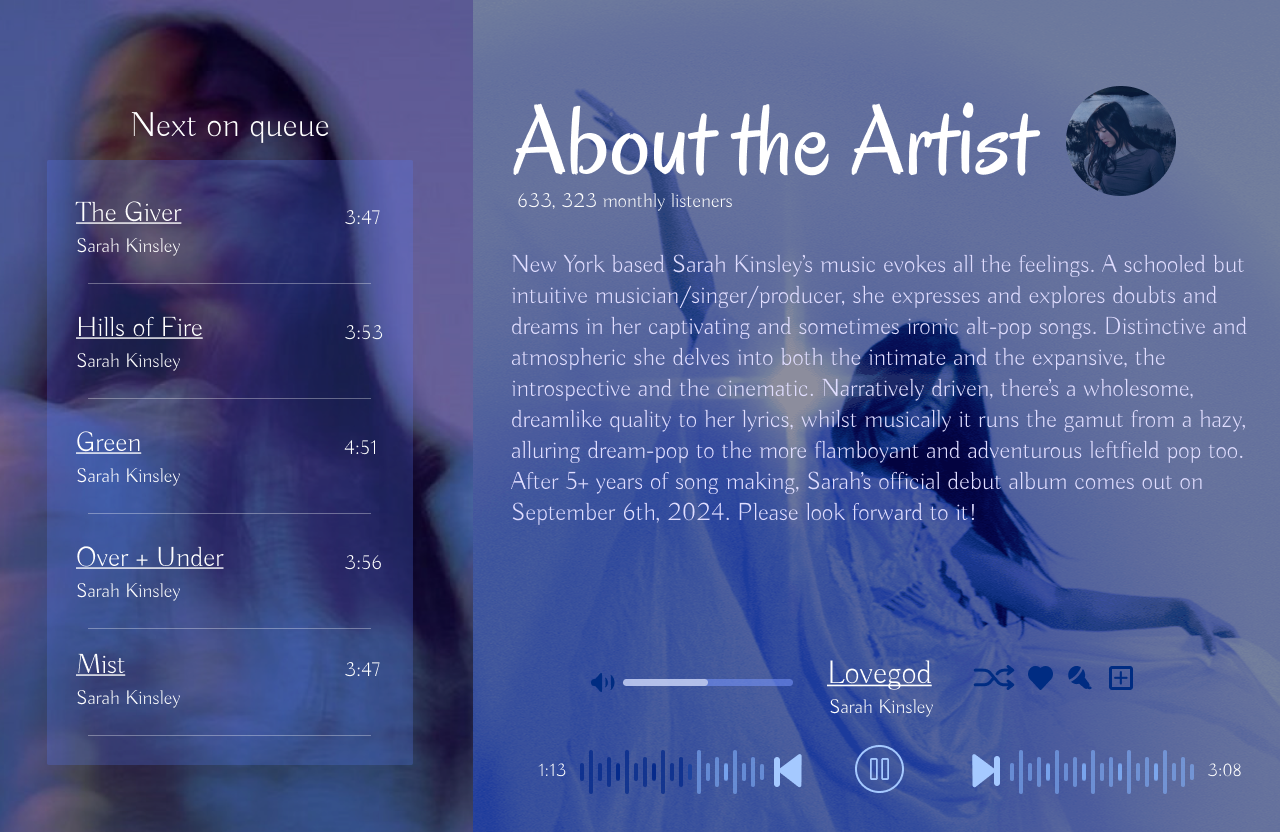 Next on queue
The Giver 3:47
Sarah Kinsley
Hills of Fire 3:53
Sarah Kinsley
Green 4:51
Sarah Kinsley
Over + Under 3:56
Sarah Kinsley
Mist 3:47
Sarah Kinsley
About the Artist
633, 323 monthly listeners
New York based Sarah Kinsley's music evokes all the feelings. A schooled but
intuitive musician/singer/producer, she expresses and explores doubts and
dreams in her captivating and sometimes ironic alt-pop songs. Distinctive and
atmospheric she delves into both the intimate and the expansive, the
introspective and the cinematic. Narratively driven, there's a wholesome,
dreamlike quality to her lyrics, whilst musically it runs the gamut from a hazy,
alluring dream-pop to the more flamboyant and adventurous leftfield pop too.
After 5+ years of song making, Sarah's official debut album comes out on
September 6th, 2024. Please look forward to it!
Lovegod
Sarah Kinsley
1:13 3:08